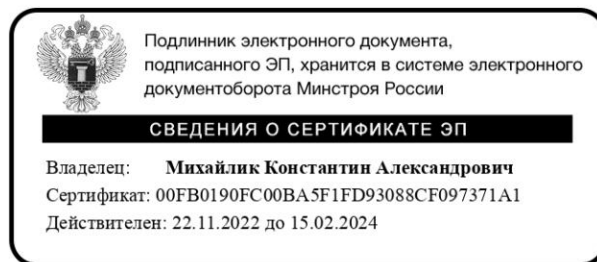 Подлинник электронного документа,
подписанного ЭП, хранится в системе электронного
документоборота Минстроя России
СВЕДЕНИЯ О СЕРТИФИКАТЕ ЭП
Владелец: Михайлик Константин Александрович
Сертификат: 00FB0190FC00BA5F1FD93088CF097371A1
Действителен: 22.11.2022 до 15.02.2024